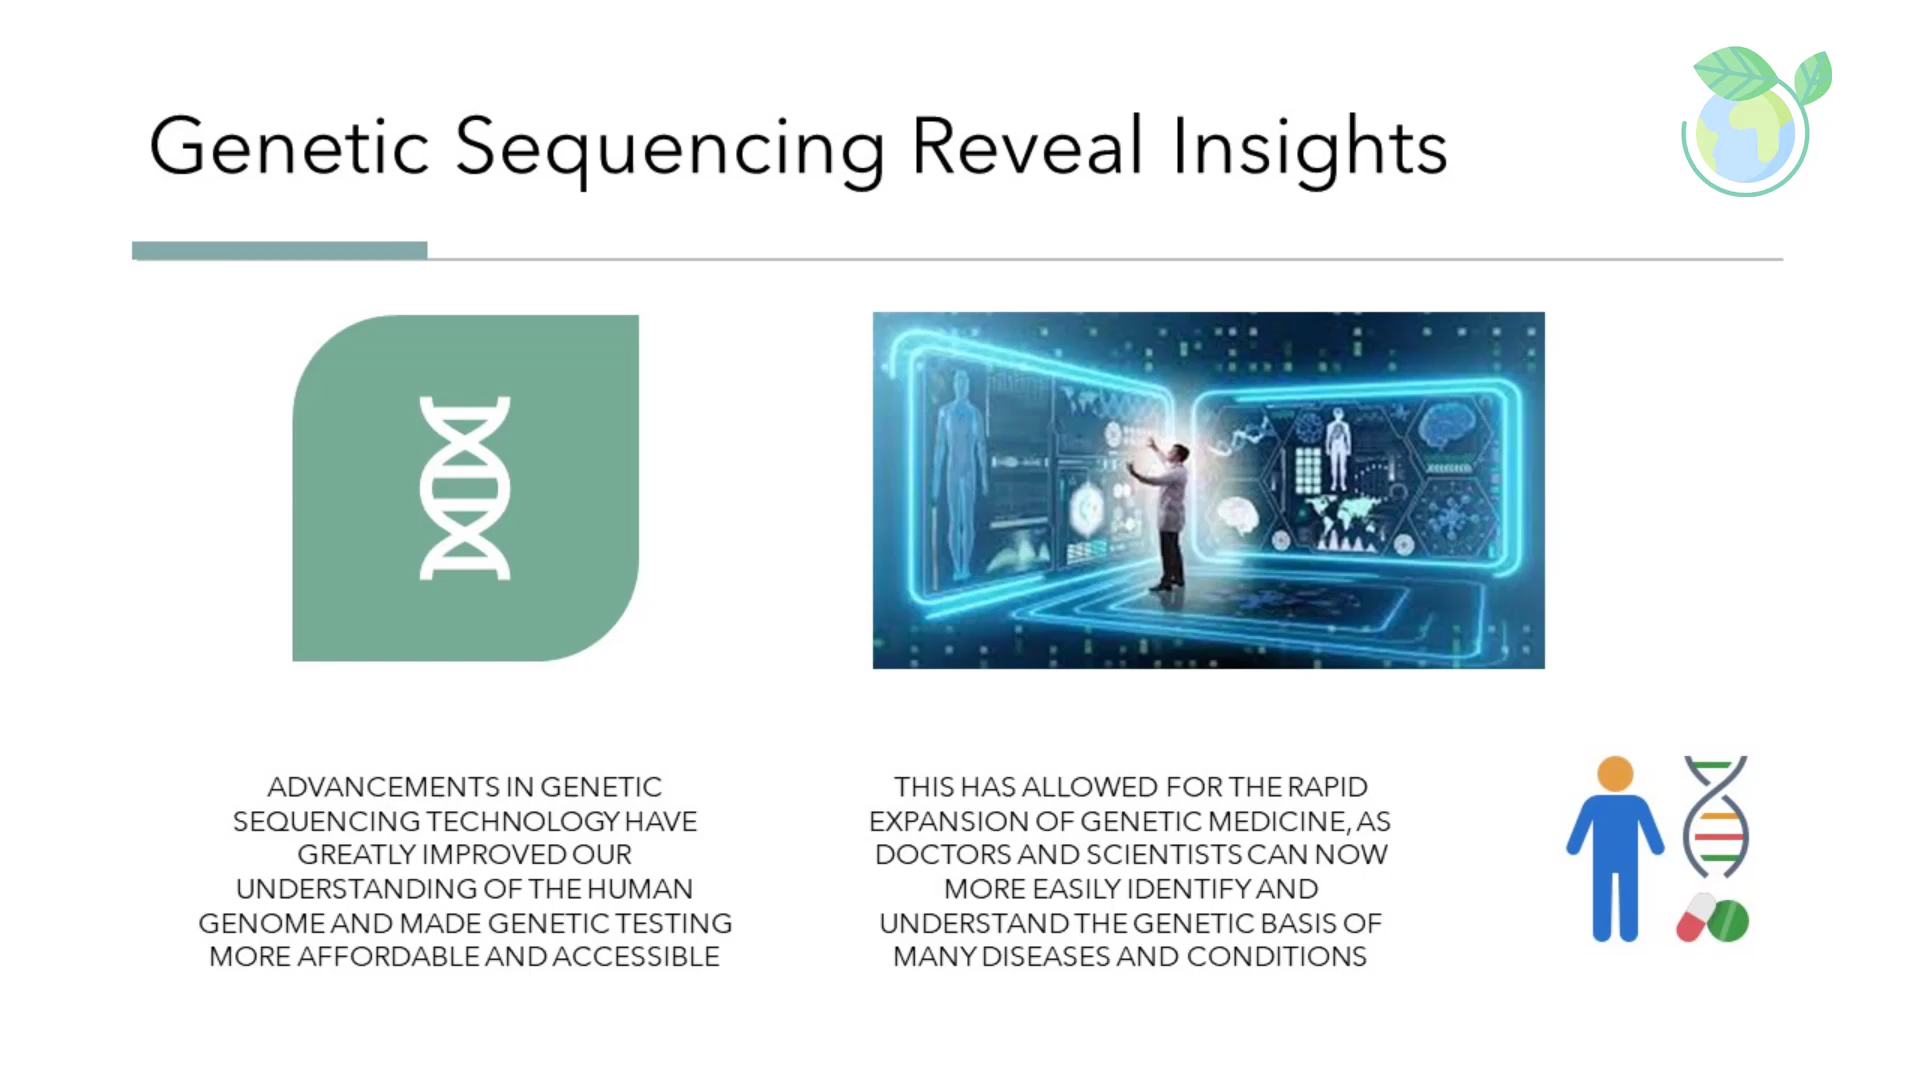 Genetic Sequencing Reveal Insights
ADVANCEMENTS IN GENETIC
SEQUENCING TECHNOLOGY HAVE
GREATLY IMPROVED OUR
UNDERSTANDING OF THE HUMAN
GENOME AND MADE GENETIC TESTING
MORE AFFORDABLE AND ACCESSIBLE
THIS HAS ALLOWED FOR THE RAPID
EXPANSION OF GENETIC MEDICINE, AS
DOCTORS AND SCIENTISTS CAN NOW
MORE EASILY IDENTIFY AND
UNDERSTAND THE GENETIC BASIS OF
MANY DISEASES AND CONDITIONS